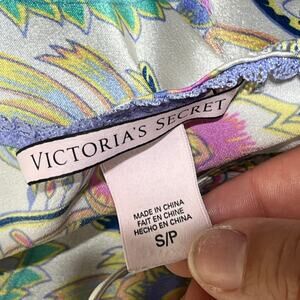 VICTORIA'S SECRET
MADE IN CHINA
FAIT EN CHINE
HECHO EN CHINA
S/P